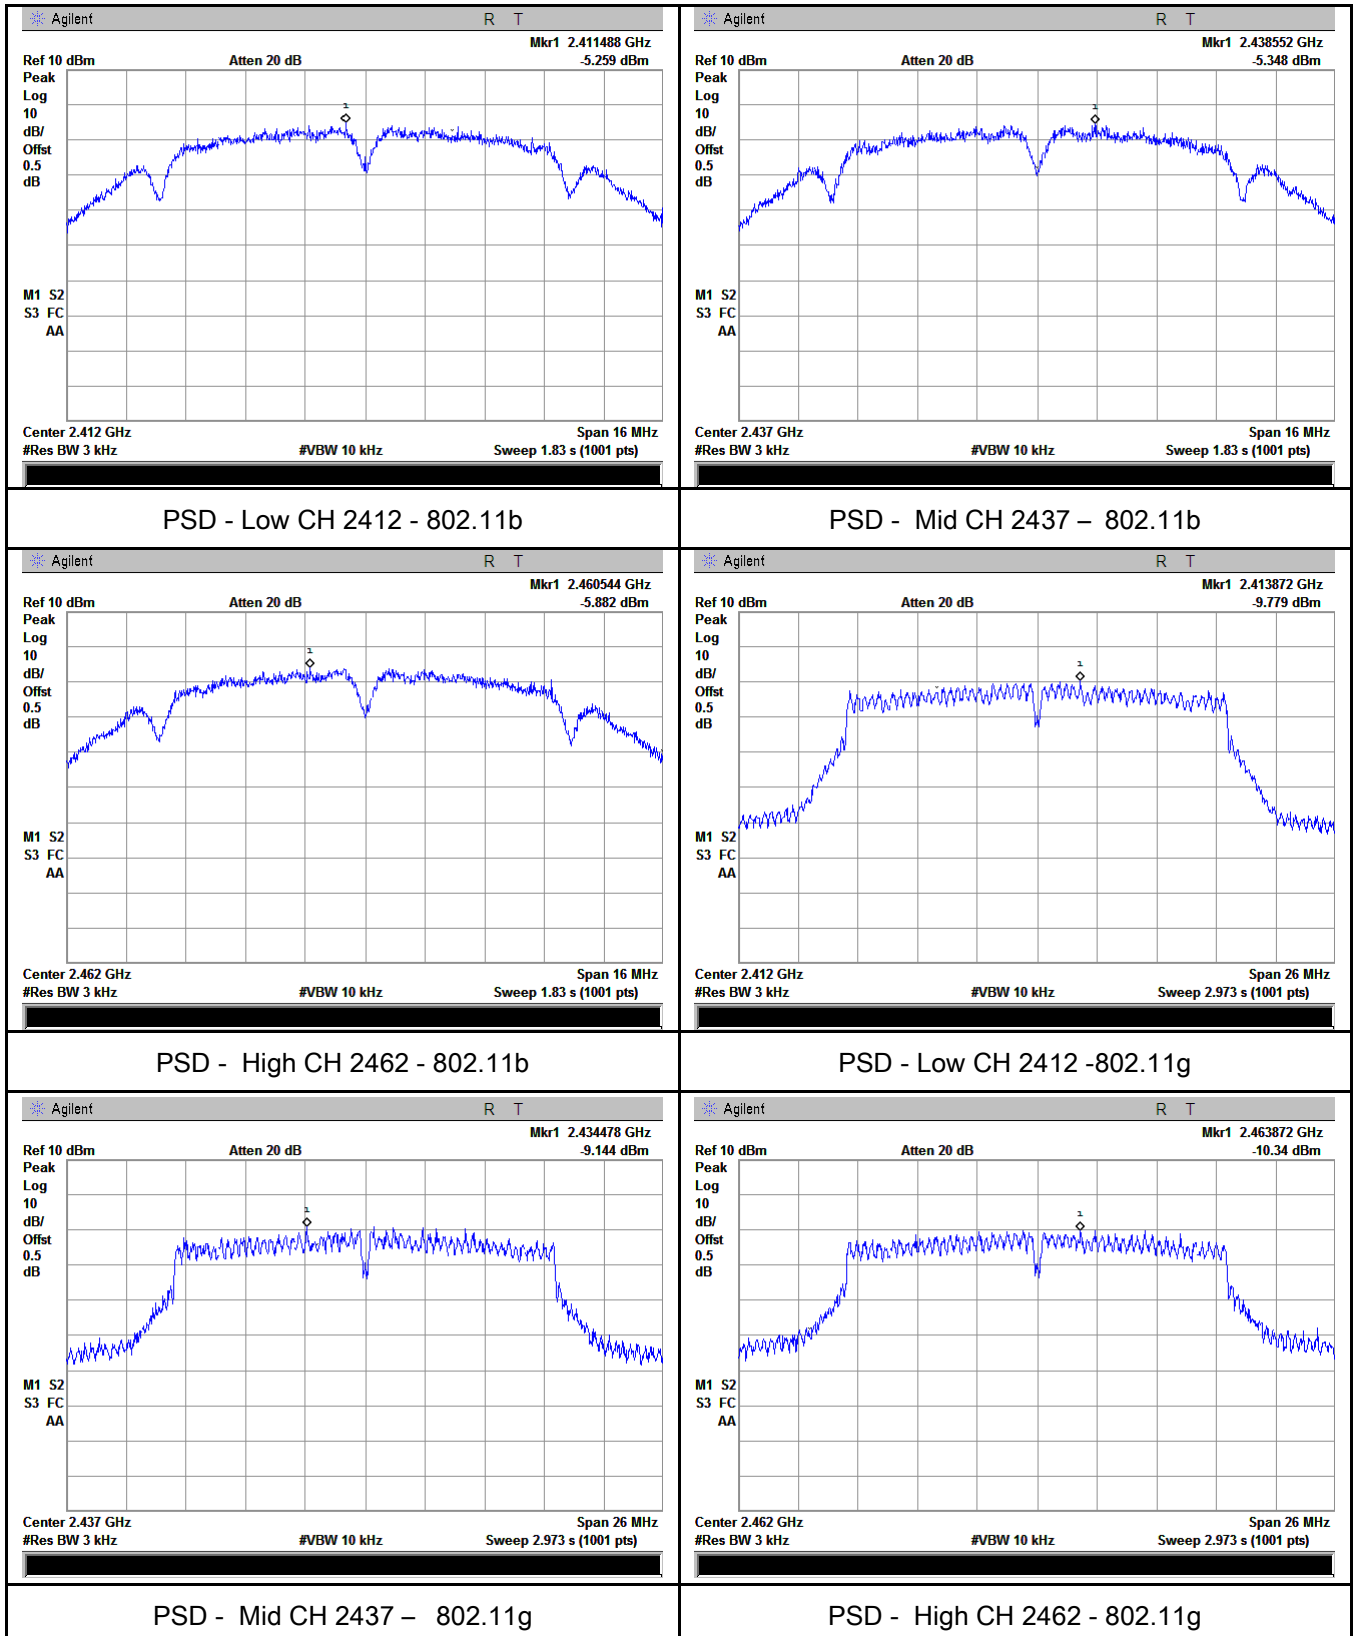 Agilent R T
Mkr1 2.411488 GHz
Ref 10 dBm Atten 20 dB -5.259 dBm
Peak
Log
10
dB/
Offst
0.5
dB
1
M1 S2
S3 FC
AA
Center 2.412 GHz Span 16 MHz
#Res BW 3 kHz #VBW 10 kHz Sweep 1.83 s (1001 pts)
PSD - Low CH 2412 - 802.11b
Agilent R T
Mkr1 2.438552 GHz
Ref 10 dBm Atten 20 dB -5.348 dBm
Peak
Log
10
dB/
Offst
0.5
dB
1
M1 S2
S3 FC
AA
Center 2.437 GHz Span 16 MHz
#Res BW 3 kHz #VBW 10 kHz Sweep 1.83 s (1001 pts)
PSD - Mid CH 2437 – 802.11b
Agilent R T
Mkr1 2.460544 GHz
Ref 10 dBm Atten 20 dB -5.882 dBm
Peak
Log
10
dB/
Offst
0.5
dB
1
M1 S2
S3 FC
AA
Center 2.462 GHz Span 16 MHz
#Res BW 3 kHz #VBW 10 kHz Sweep 1.83 s (1001 pts)
PSD - High CH 2462 - 802.11b
Agilent R T
Mkr1 2.413872 GHz
Ref 10 dBm Atten 20 dB -9.779 dBm
Peak
Log
10
dB/
Offst
0.5
dB
1
M1 S2
S3 FC
AA
Center 2.412 GHz Span 26 MHz
#Res BW 3 kHz #VBW 10 kHz Sweep 2.973 s (1001 pts)
PSD - Low CH 2412 -802.11g
Agilent R T
Mkr1 2.434478 GHz
Ref 10 dBm Atten 20 dB -9.144 dBm
Peak
Log
10
dB/
Offst
0.5
dB
1
M1 S2
S3 FC
AA
Center 2.437 GHz Span 26 MHz
#Res BW 3 kHz #VBW 10 kHz Sweep 2.973 s (1001 pts)
PSD - Mid CH 2437 – 802.11g
Agilent R T
Mkr1 2.463872 GHz
Ref 10 dBm Atten 20 dB -10.34 dBm
Peak
Log
10
dB/
Offst
0.5
dB
1
M1 S2
S3 FC
AA
Center 2.462 GHz Span 26 MHz
#Res BW 3 kHz #VBW 10 kHz Sweep 2.973 s (1001 pts)
PSD - High CH 2462 - 802.11g